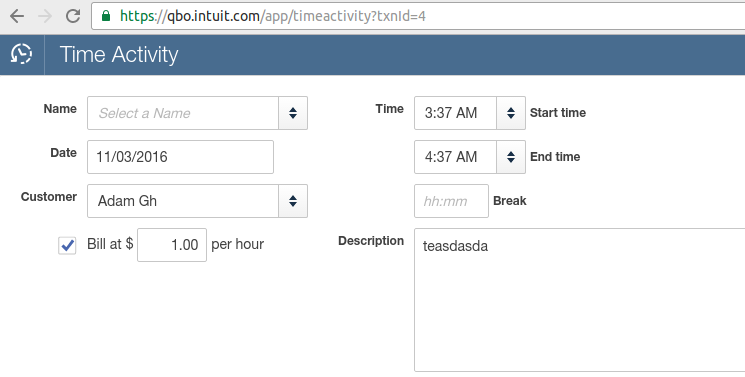 https://qbo.intuit.com/app/timeactivity?txnId=4
Time Activity
Name Select a Name Time 3:37 AM Start time
Date 11/03/2016 4:37 AM End time
Customer Adam Gh hh:mm Break
Bill at $ 1.00 per hour Description teasdasda